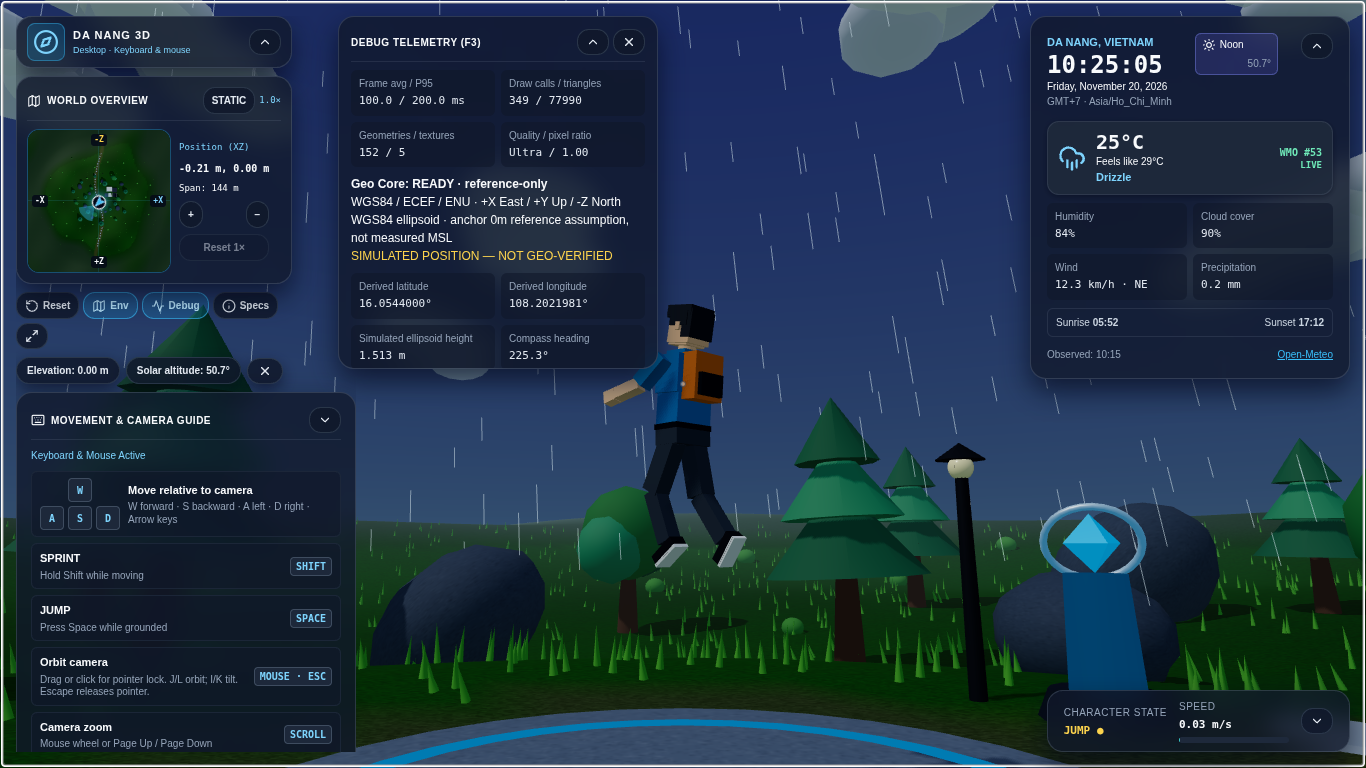 DA NANG 3D
Desktop · Keyboard & mouse
WORLD OVERVIEW
STATIC
1.0×
-Z
-X
+X
+Z
Position (XZ)
-0.21 m, 0.00 m
Span: 144 m
+
−
Reset 1×
Reset
Env
Debug
Specs
Elevation: 0.00 m
Solar altitude: 50.7°
MOVEMENT & CAMERA GUIDE
Keyboard & Mouse Active
W
A
S
D
Move relative to camera
W forward · S backward · A left · D right ·
Arrow keys
SPRINT
Hold Shift while moving
SHIFT
JUMP
Press Space while grounded
SPACE
Orbit camera
Drag or click for pointer lock. J/L orbit; I/K tilt.
Escape releases pointer.
MOUSE · ESC
Camera zoom
Mouse wheel or Page Up / Page Down
SCROLL
DEBUG TELEMETRY (F3)
Frame avg / P95
100.0 / 200.0 ms
Draw calls / triangles
349 / 77990
Geometries / textures
152 / 5
Quality / pixel ratio
Ultra / 1.00
Geo Core: READY · reference-only
WGS84 / ECEF / ENU · +X East / +Y Up / -Z North
WGS84 ellipsoid · anchor 0m reference assumption,
not measured MSL
SIMULATED POSITION — NOT GEO-VERIFIED
Derived latitude
16.0544000°
Derived longitude
108.2021981°
Simulated ellipsoid height
1.513 m
Compass heading
225.3°
DA NANG, VIETNAM
10:25:05
Friday, November 20, 2026
GMT+7 · Asia/Ho_Chi_Minh
Noon
50.7°
25°C
Feels like 29°C
Drizzle
WMO #53
LIVE
Humidity
84%
Cloud cover
90%
Wind
12.3 km/h · NE
Precipitation
0.2 mm
Sunrise 05:52
Sunset 17:12
Observed: 10:15
Open-Meteo
CHARACTER STATE
JUMP
SPEED
0.03 m/s